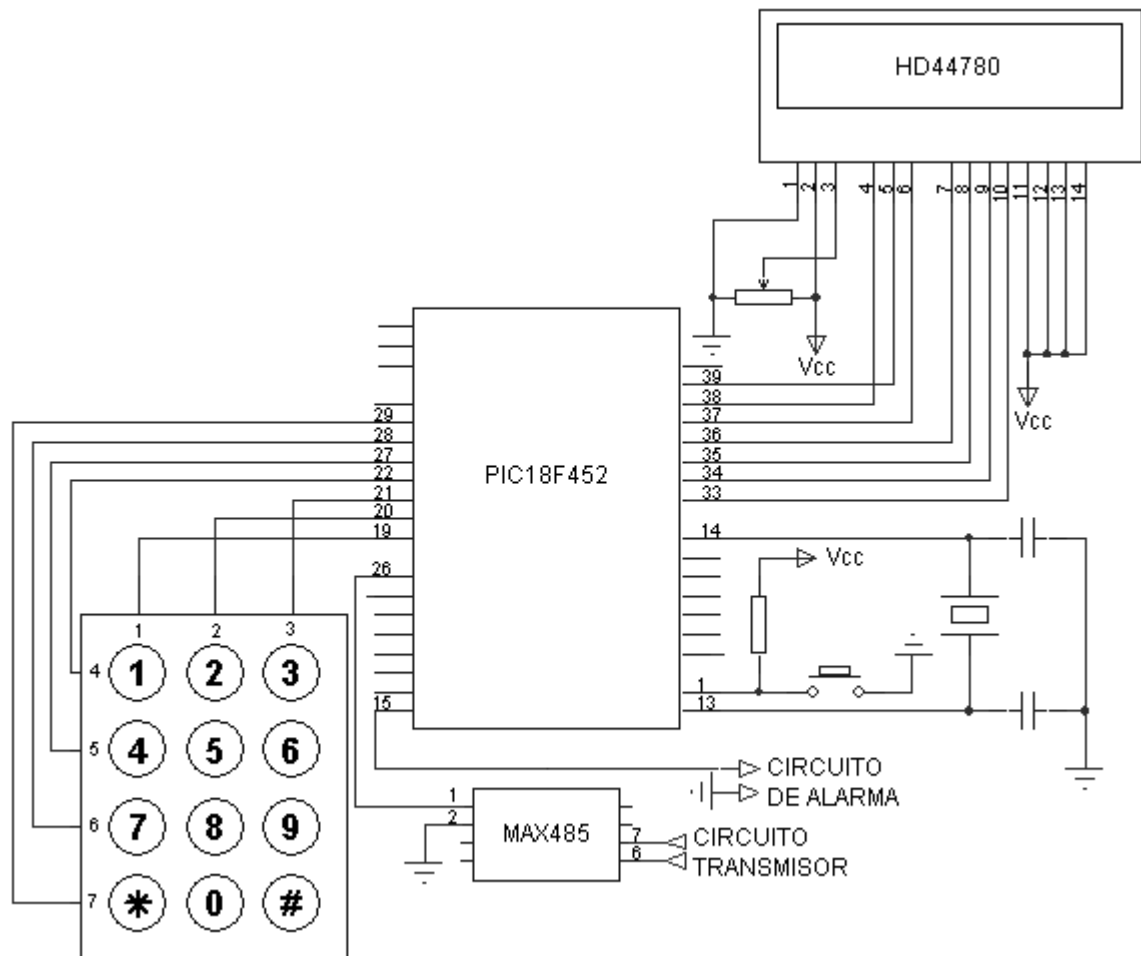 HD44780
1 2 3 4 5 6 7 8 9 10 11 12 13 14
Vcc
Vcc
PIC18F452
29
28
27
22
21
20
19
26
15
39
38
37
36
35
34
33
14
1
13
Vcc
1 2 3
4 1 2 3
5 4 5 6
6 7 8 9
7 * 0 #
CIRCUITO
DE ALARMA
1
2
MAX485
7
6
CIRCUITO
TRANSMISOR